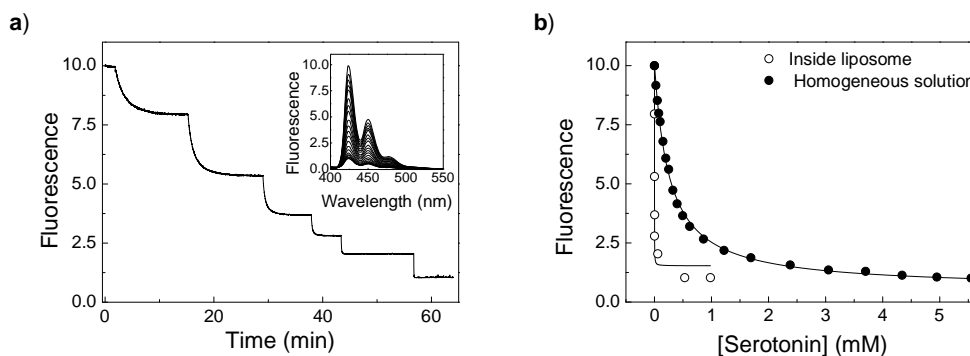 a)
10.0
7.5
5.0
2.5
0.0
Fluorescence
0
20
40
60
Time (min)
10.0
7.5
5.0
2.5
0.0
Fluorescence
400
450
500
550
Wavelength (nm)
b)
Inside liposome
Homogeneous solution
10.0
7.5
5.0
2.5
0.0
Fluorescence
0
1
2
3
4
5
[Serotonin] (mM)